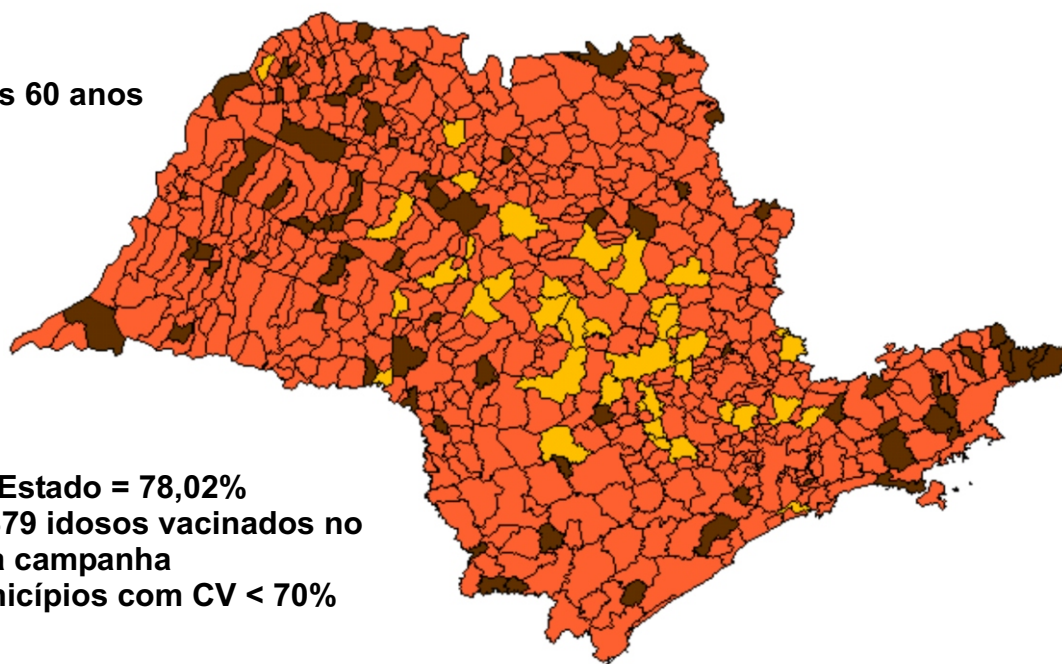 s 60 anos
Estado = 78,02%
79 idosos vacinados no
a campanha
nicípios com CV < 70%